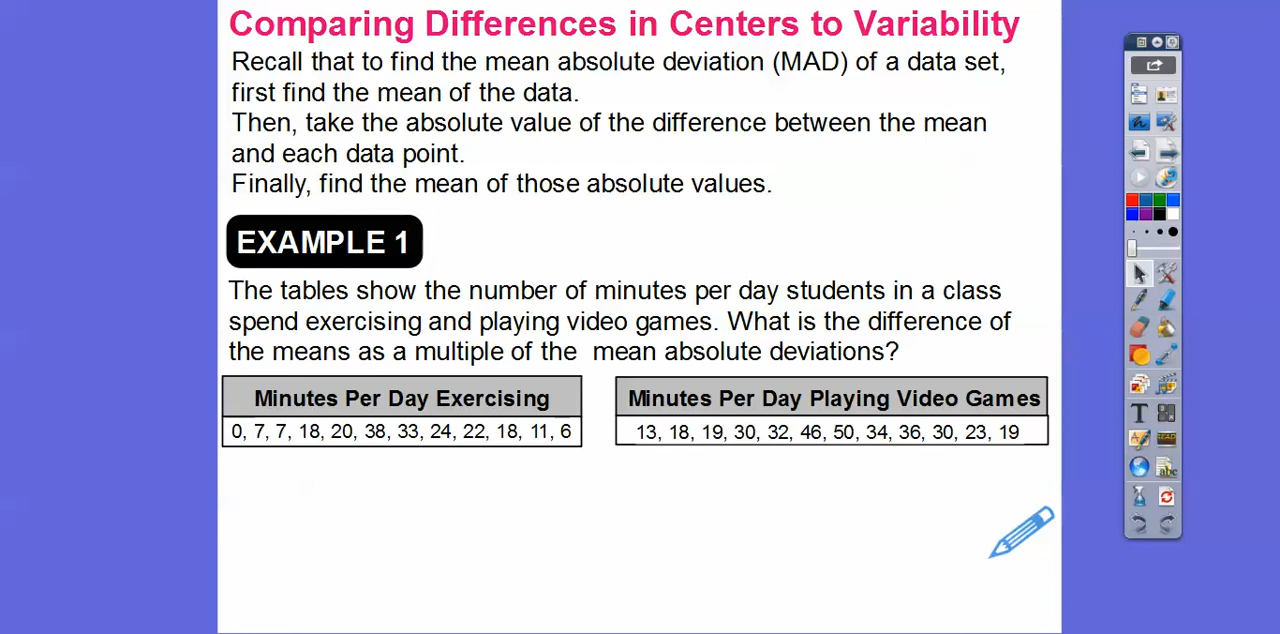 Comparing Differences in Centers to Variability
Recall that to find the mean absolute deviation (MAD) of a data set,
first find the mean of the data.
Then, take the absolute value of the difference between the mean
and each data point.
Finally, find the mean of those absolute values.
EXAMPLE 1
The tables show the number of minutes per day students in a class
spend exercising and playing video games. What is the difference of
the means as a multiple of the mean absolute deviations?
Minutes Per Day Exercising
0, 7, 7, 18, 20, 38, 33, 24, 22, 18, 11, 6
Minutes Per Day Playing Video Games
13, 18, 19, 30, 32, 46, 50, 34, 36, 30, 23, 19